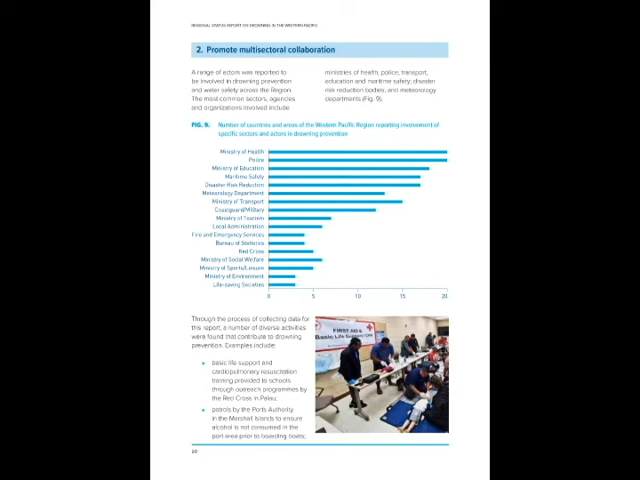 REGIONAL STATUS REPORT ON DROWNING IN THE WESTERN PACIFIC
2. Promote multisectoral collaboration
A range of actors was reported to
be involved in drowning prevention
and water safety across the Region.
The most common sectors, agencies
and organizations involved include
ministries of health, police, transport,
education and maritime safety; disaster
risk reduction bodies; and meteorology
departments (Fig. 9).
FIG. 9. Number of countries and areas of the Western Pacific Region reporting involvement of
specific sectors and actors in drowning prevention
Ministry of Health
Police
Ministry of Education
Maritime Safety
Disaster Risk Reduction
Meteorology Department
Ministry of Transport
Coastguard/Military
Ministry of Tourism
Local Administration
Fire and Emergency Services
Bureau of Statistics
Red Cross
Ministry of Social Welfare
Ministry of Sports/Leisure
Ministry of Environment
Life-saving Societies
0 5 10 15 20
Through the process of collecting data for
this report, a number of diverse activities
were found that contribute to drowning
prevention. Examples include:
• basic life support and
cardiopulmonary resuscitation
training provided to schools
through outreach programmes by
the Red Cross in Palau;
• patrols by the Ports Authority
in the Marshall Islands to ensure
alcohol is not consumed in the
port area prior to boarding boats;
FIRST AID &
Basic Life Support/CPR
20